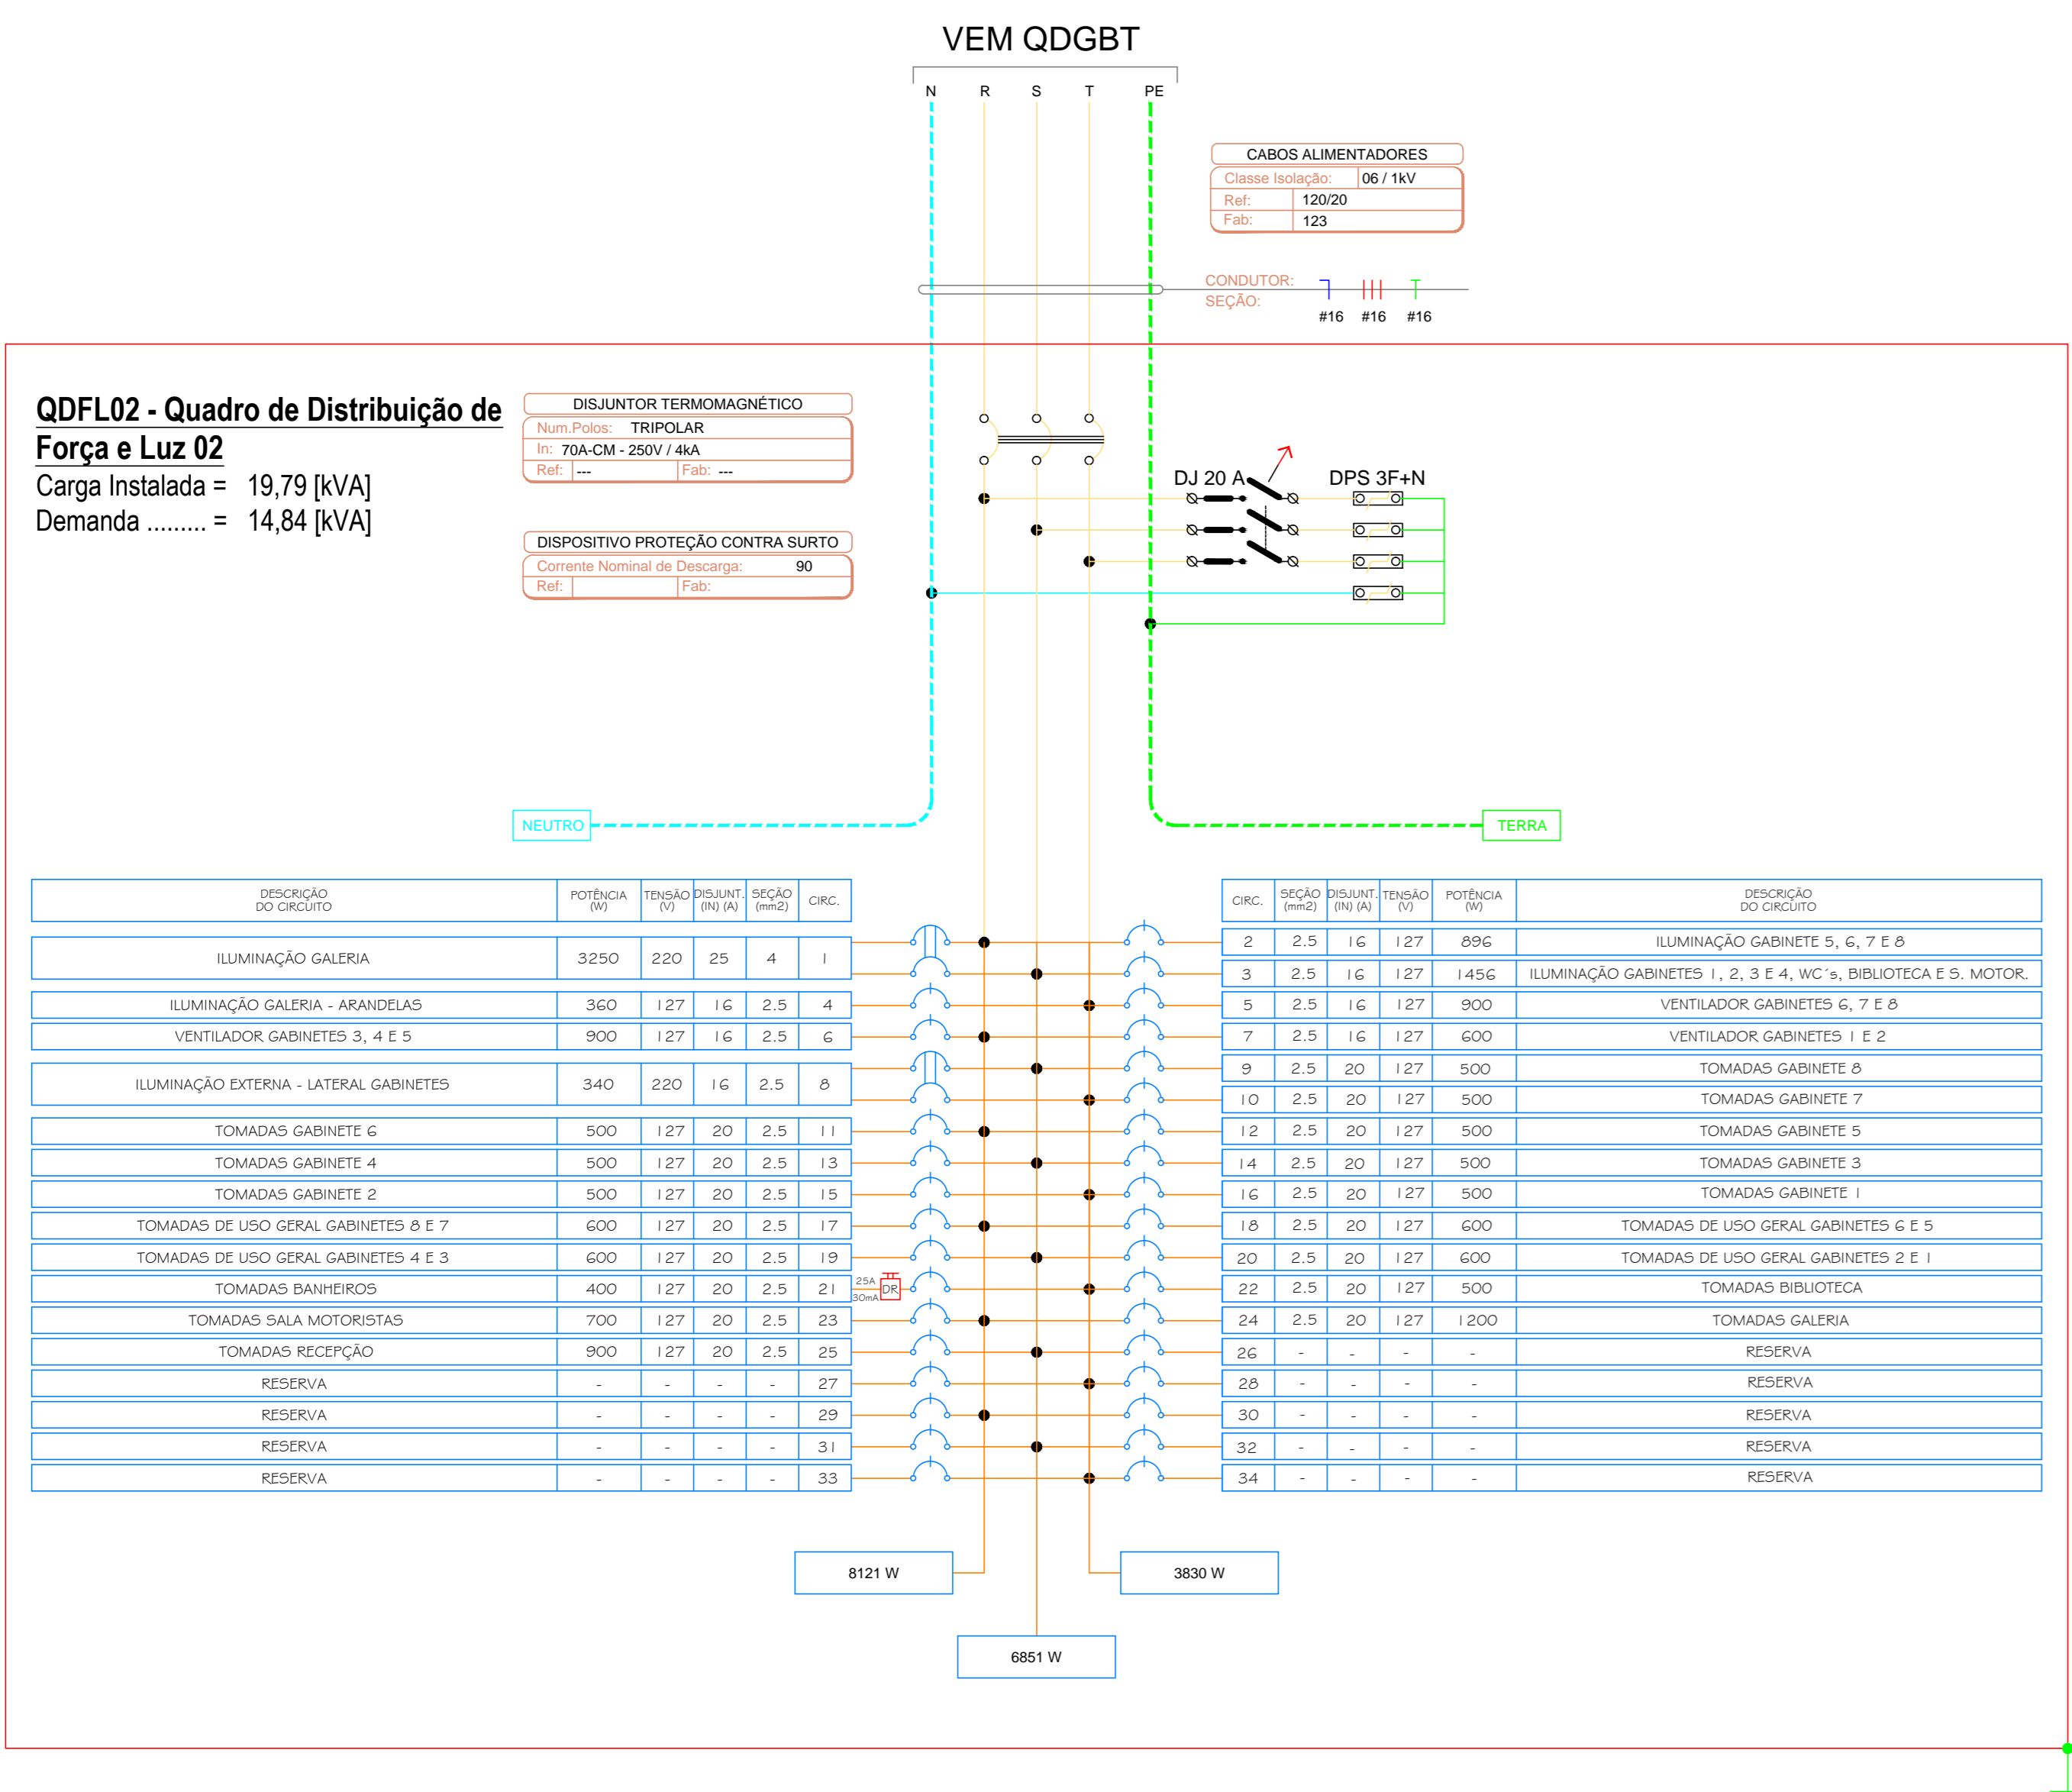 VEM QDGBT
N R S T PE
CABOS ALIMENTADORES
Classe Isolação: 06 / 1kV
Ref: 120/20
Fab: 123
CONDUTOR:
SEÇÃO:
#16 #16 #16
QDFL02 - Quadro de Distribuição de
Força e Luz 02
Carga Instalada = 19,79 [kVA]
Demanda ......... = 14,84 [kVA]
DISJUNTOR TERMOMAGNÉTICO
Num.Polos: TRIPOLAR
In: 70A-CM - 250V / 4kA
Ref: --- Fab: ---
DISPOSITIVO PROTEÇÃO CONTRA SURTO
Corrente Nominal de Descarga: 90
Ref: Fab:
DJ 20 A DPS 3F+N
NEUTRO
TERRA
DESCRIÇÃO DO CIRCUITO POTÊNCIA (W) TENSÃO (V) DISJUNT. (IN) (A) SEÇÃO (mm2) CIRC.
ILUMINAÇÃO GALERIA 3250 220 25 4 1
ILUMINAÇÃO GALERIA - ARANDELAS 360 127 16 2.5 4
VENTILADOR GABINETES 3, 4 E 5 900 127 16 2.5 6
ILUMINAÇÃO EXTERNA - LATERAL GABINETES 340 220 16 2.5 8
TOMADAS GABINETE 6 500 127 20 2.5 11
TOMADAS GABINETE 4 500 127 20 2.5 13
TOMADAS GABINETE 2 500 127 20 2.5 15
TOMADAS DE USO GERAL GABINETES 8 E 7 600 127 20 2.5 17
TOMADAS DE USO GERAL GABINETES 4 E 3 600 127 20 2.5 19
TOMADAS BANHEIROS 400 127 20 2.5 21
25A
30mA
DR
TOMADAS SALA MOTORISTAS 700 127 20 2.5 23
TOMADAS RECEPÇÃO 900 127 20 2.5 25
RESERVA - - - - 27
RESERVA - - - - 29
RESERVA - - - - 31
RESERVA - - - - 33
CIRC. SEÇÃO (mm2) DISJUNT. (IN) (A) TENSÃO (V) POTÊNCIA (W) DESCRIÇÃO DO CIRCUITO
2 2.5 16 127 896 ILUMINAÇÃO GABINETE 5, 6, 7 E 8
3 2.5 16 127 1456 ILUMINAÇÃO GABINETES 1, 2, 3 E 4, WC´s, BIBLIOTECA E S. MOTOR.
5 2.5 16 127 900 VENTILADOR GABINETES 6, 7 E 8
7 2.5 16 127 600 VENTILADOR GABINETES 1 E 2
9 2.5 20 127 500 TOMADAS GABINETE 8
10 2.5 20 127 500 TOMADAS GABINETE 7
12 2.5 20 127 500 TOMADAS GABINETE 5
14 2.5 20 127 500 TOMADAS GABINETE 3
16 2.5 20 127 500 TOMADAS GABINETE 1
18 2.5 20 127 600 TOMADAS DE USO GERAL GABINETES 6 E 5
20 2.5 20 127 600 TOMADAS DE USO GERAL GABINETES 2 E 1
22 2.5 20 127 500 TOMADAS BIBLIOTECA
24 2.5 20 127 1200 TOMADAS GALERIA
26 - - - - RESERVA
28 - - - - RESERVA
30 - - - - RESERVA
32 - - - - RESERVA
34 - - - - RESERVA
8121 W
3830 W
6851 W